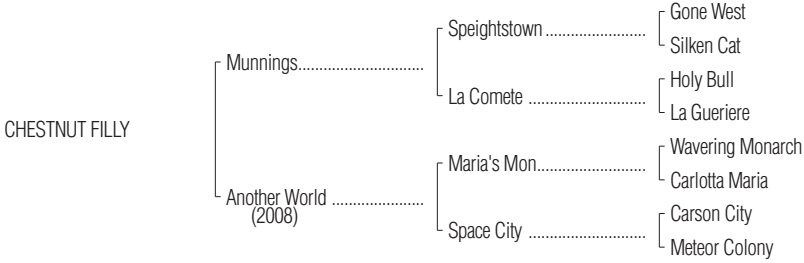 Gone West
Speightstown ........................
Silken Cat
Munnings..............................
Holy Bull
La Comete ............................
La Gueriere
CHESTNUT FILLY
Wavering Monarch
Maria's Mon..........................
Carlotta Maria
Another World ......................
(2008)
Carson City
Space City ............................
Meteor Colony